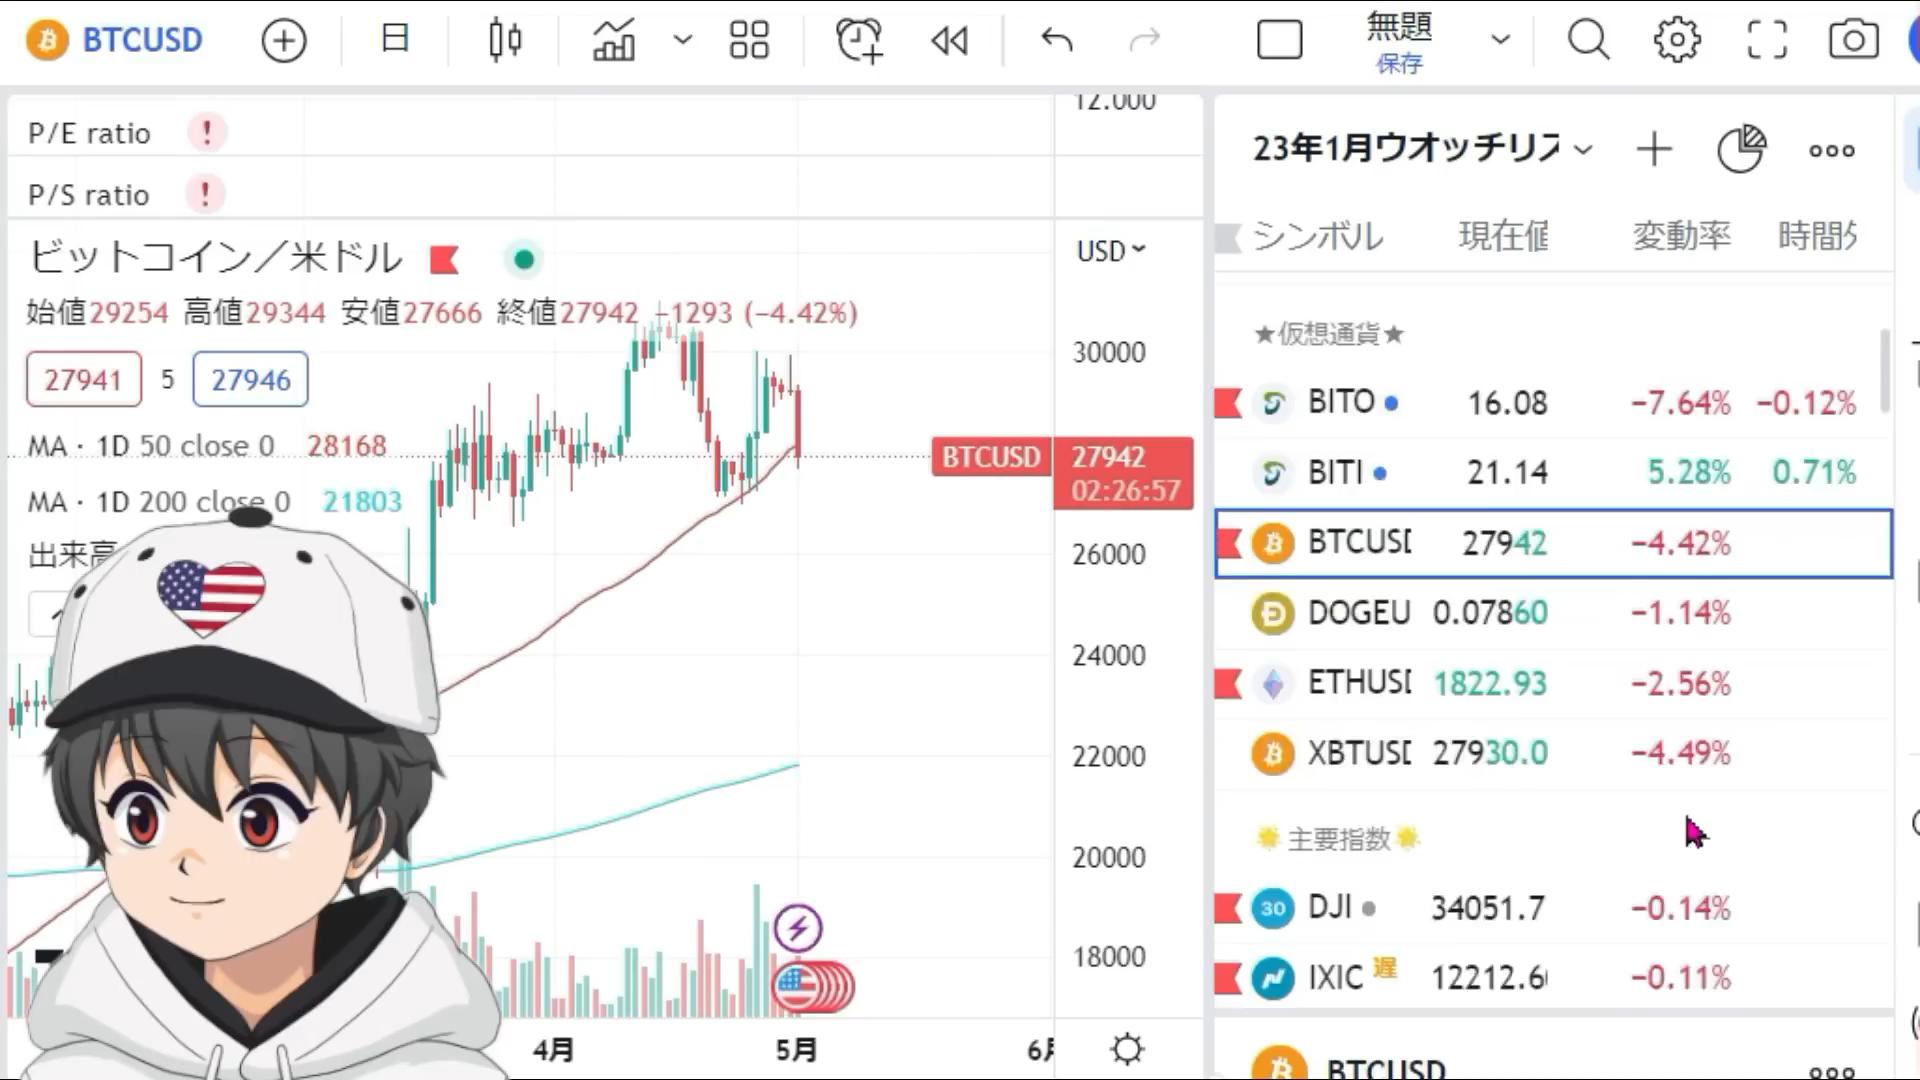 BTCUSD
日
無題
保存
P/E ratio
P/S ratio
12.000
ビットコイン/米ドル
USD
始値29254 高値29344 安値27666 終値27942 −1293 (−4.42%)
27941 5 27946
MA · 1D 50 close 0 28168
MA · 1D 200 close 0 21803
出来高
30000
BTCUSD 27942
02:26:57
26000
24000
22000
20000
18000
4月 5月 6月
23年1月ウオッチリス
シンボル 現在値 変動率 時間外
★仮想通貨★
BITO 16.08 −7.64% −0.12%
BITI 21.14 5.28% 0.71%
BTCUSD 27942 −4.42%
DOGEU 0.07860 −1.14%
ETHUSD 1822.93 −2.56%
XBTUSD 27930.0 −4.49%
主要指数
30 DJI 34051.7 −0.14%
IXIC 遅 12212.6 −0.11%
BTCUSD